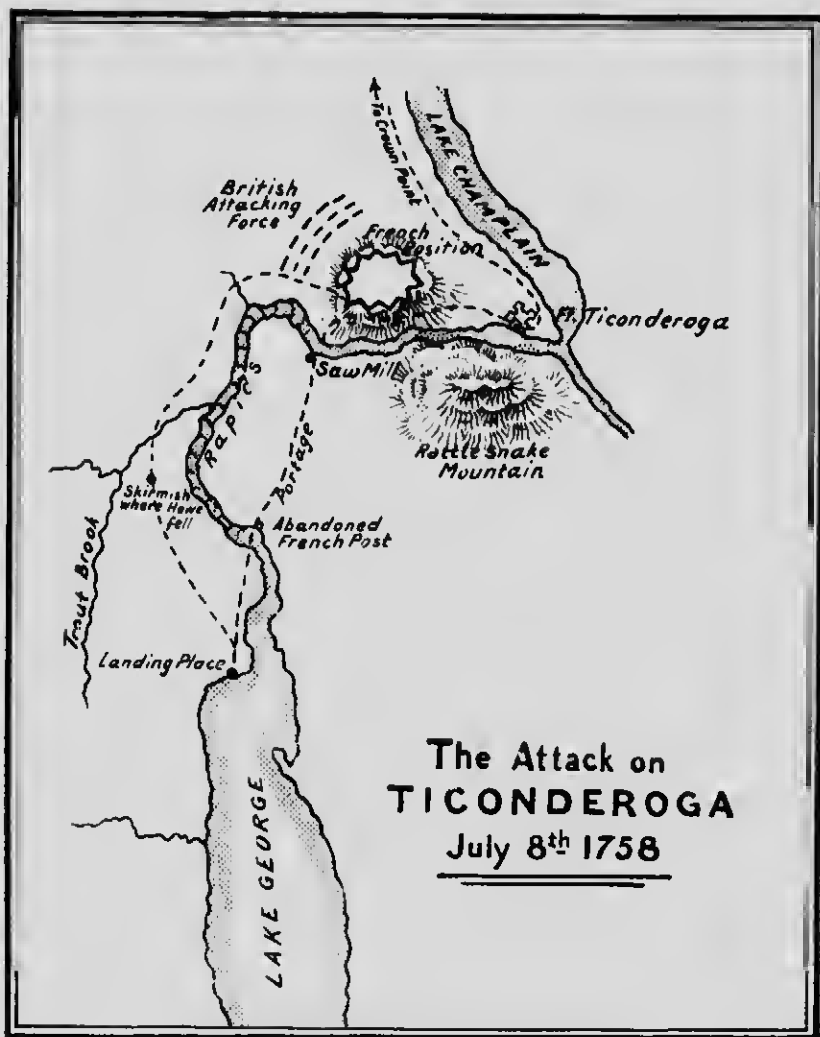 To Crown Point
LAKE CHAMPLAIN
British
Attacking
Force
French
Position
Ft. Ticonderoga
Saw Mill
Rapids
Portage
Rattle Snake
Mountain
Skirmish
where Howe
fell
Abandoned
French Post
Trout Brook
Landing Place
LAKE GEORGE
The Attack on
TICONDEROGA
July 8th 1758